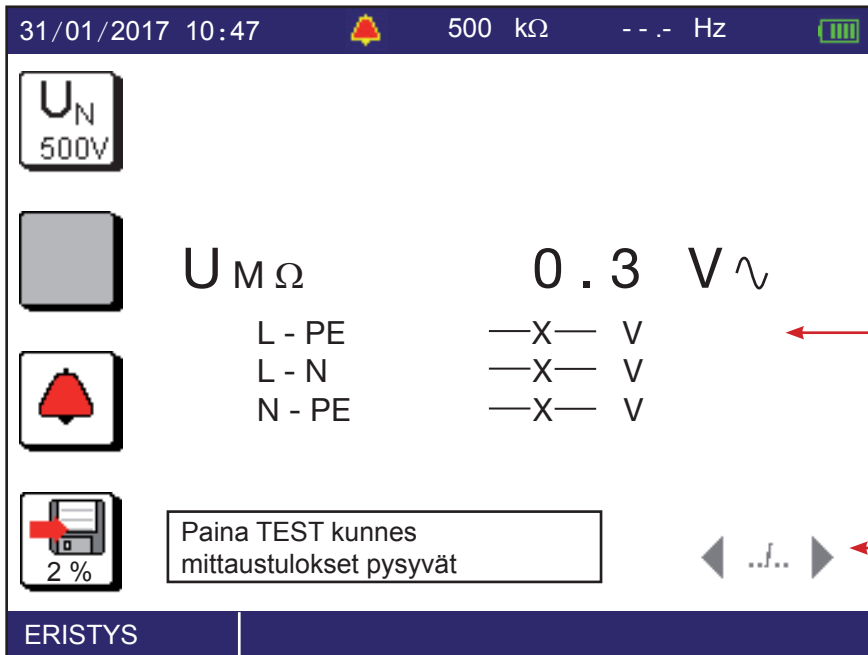 31/01/2017 10:47 500 kΩ - - .- Hz
UN
500V
U MΩ 0.3 V∿
L - PE —X— V
L - N —X— V
N - PE —X— V
2 %
Paina TEST kunnes
mittaustulokset pysyvät
../..
ERISTYS